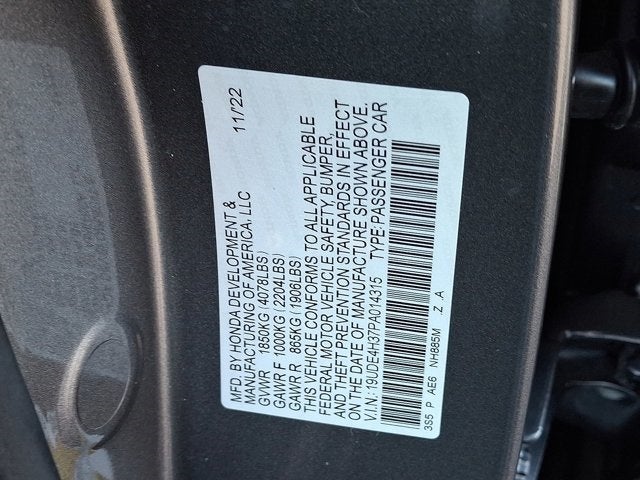 MFD. BY HONDA DEVELOPMENT & 11/22
MANUFACTURING OF AMERICA, LLC
GVWR 1850KG (4078LBS)
GAWR F 1000KG (2204LBS)
GAWR R 865KG (1906LBS)
THIS VEHICLE CONFORMS TO ALL APPLICABLE
FEDERAL MOTOR VEHICLE SAFETY, BUMPER,
AND THEFT PREVENTION STANDARDS IN EFFECT
ON THE DATE OF MANUFACTURE SHOWN ABOVE.
V.I.N.: 19UDE4H37PA014315 TYPE: PASSENGER CAR
3S5 P AE6 NH885M Z A